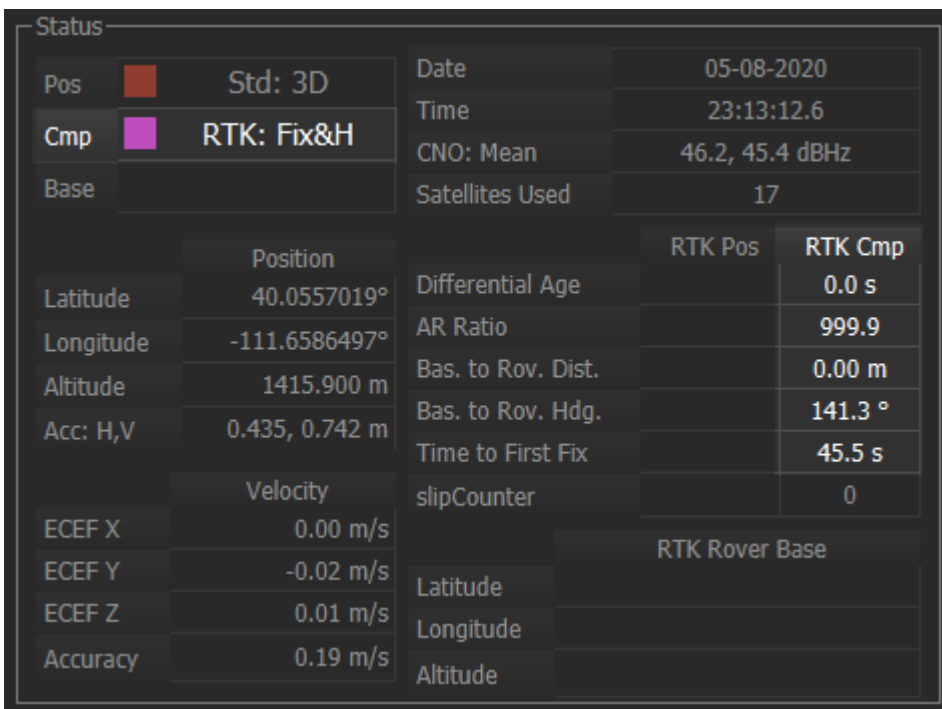 Status
Pos Std: 3D
Cmp RTK: Fix&H
Base
Date 05-08-2020
Time 23:13:12.6
CNO: Mean 46.2, 45.4 dBHz
Satellites Used 17
Position
Latitude 40.0557019°
Longitude -111.6586497°
Altitude 1415.900 m
Acc: H,V 0.435, 0.742 m
Velocity
ECEF X 0.00 m/s
ECEF Y -0.02 m/s
ECEF Z 0.01 m/s
Accuracy 0.19 m/s
RTK Pos RTK Cmp
Differential Age 0.0 s
AR Ratio 999.9
Bas. to Rov. Dist. 0.00 m
Bas. to Rov. Hdg. 141.3 °
Time to First Fix 45.5 s
slipCounter 0
RTK Rover Base
Latitude
Longitude
Altitude